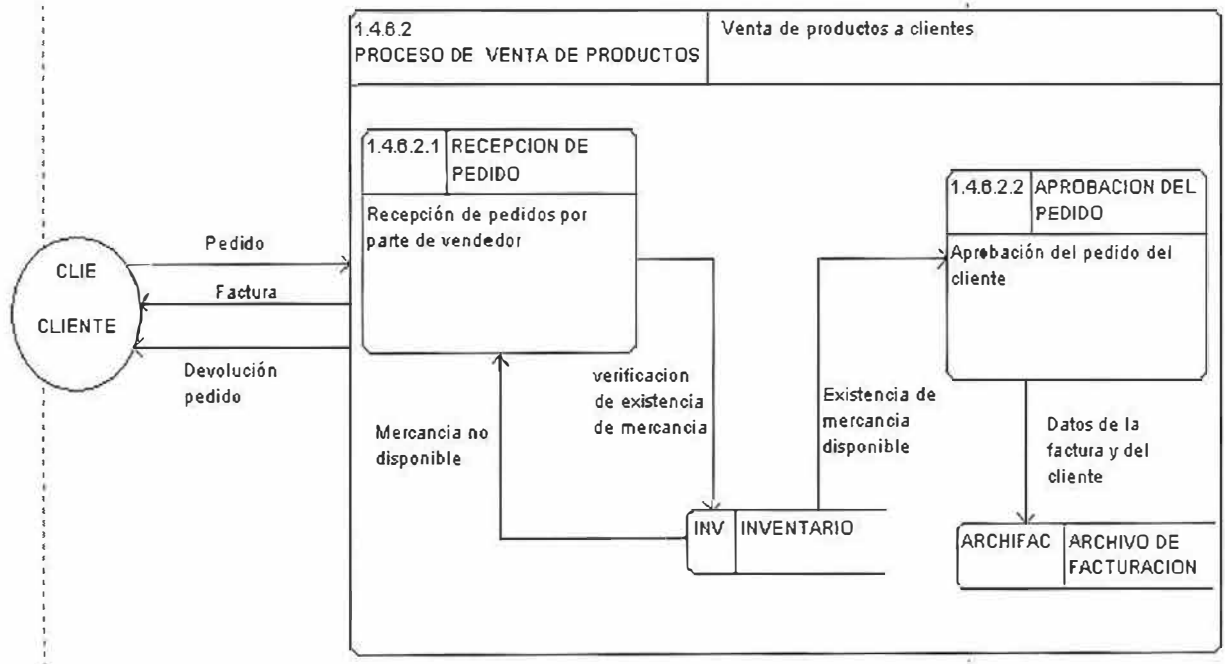 1.4.6.2
PROCESO DE VENTA DE PRODUCTOS
Venta de productos a clientes
1.4.6.2.1
RECEPCION DE
PEDIDO
Recepción de pedidos por
parte de vendedor
1.4.6.2.2
APROBACION DEL
PEDIDO
Aprobación del pedido del
cliente
CLIE
CLIENTE
Pedido
Factura
Devolución
pedido
Mercancia no
disponible
verificacion
de existencia
de mercancia
Existencia de
mercancia
disponible
Datos de la
factura y del
cliente
INV
INVENTARIO
ARCHIFAC
ARCHIVO DE
FACTURACION